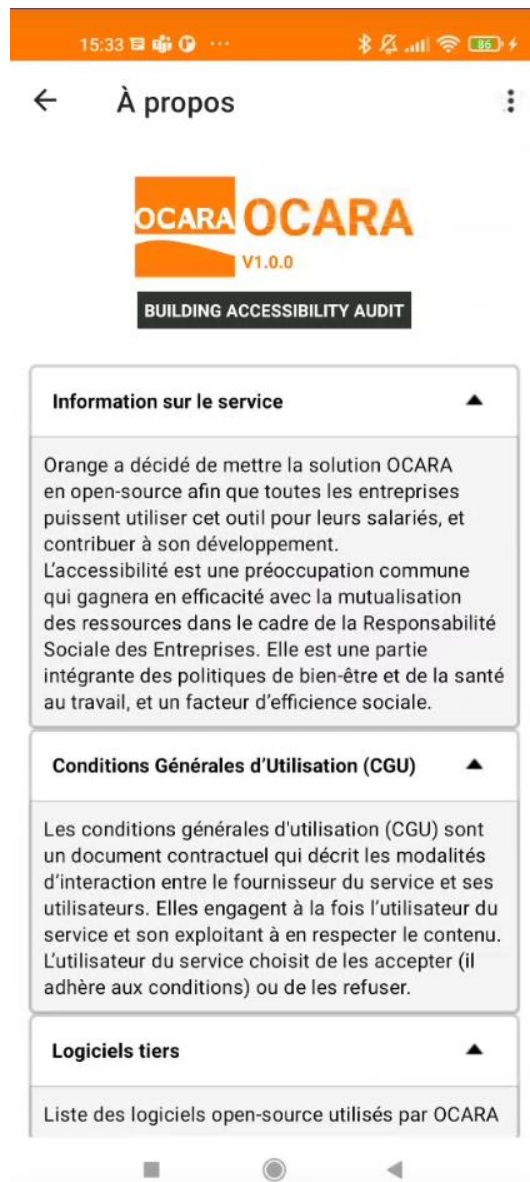 15:33
86
À propos
OCARA OCARA
V1.0.0
BUILDING ACCESSIBILITY AUDIT
Information sur le service
Orange a décidé de mettre la solution OCARA
en open-source afin que toutes les entreprises
puissent utiliser cet outil pour leurs salariés, et
contribuer à son développement.
L’accessibilité est une préoccupation commune
qui gagnera en efficacité avec la mutualisation
des ressources dans le cadre de la Responsabilité
Sociale des Entreprises. Elle est une partie
intégrante des politiques de bien-être et de la santé
au travail, et un facteur d’efficience sociale.
Conditions Générales d’Utilisation (CGU)
Les conditions générales d'utilisation (CGU) sont
un document contractuel qui décrit les modalités
d’interaction entre le fournisseur du service et ses
utilisateurs. Elles engagent à la fois l’utilisateur du
service et son exploitant à en respecter le contenu.
L’utilisateur du service choisit de les accepter (il
adhère aux conditions) ou de les refuser.
Logiciels tiers
Liste des logiciels open-source utilisés par OCARA